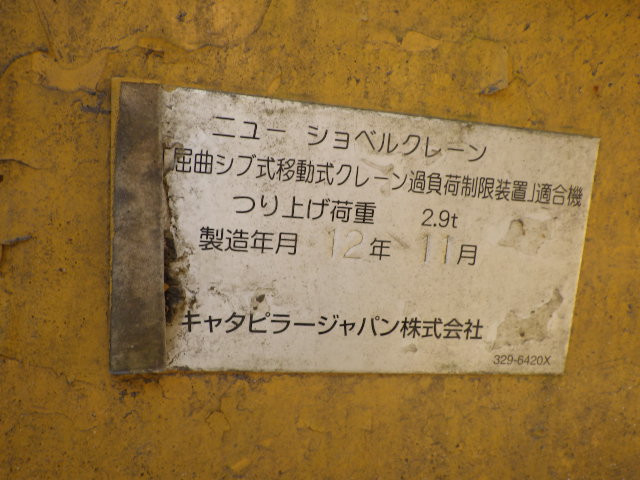 ニュー ショベルクレーン
「屈曲ジブ式移動式クレーン過負荷制限装置」適合機
つり上げ荷重 2.9t
製造年月 12年 11月
キャタピラージャパン株式会社
329-6420X